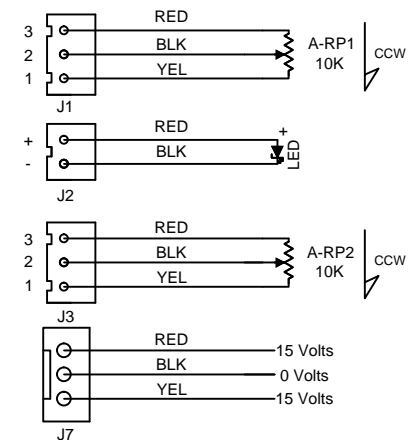 RED
3
BLK
A-RP1
2
10K
CCW
YEL
1
J1
RED
+
+
BLK
-
LED
J2
RED
3
BLK
A-RP2
2
10K
CCW
YEL
1
J3
RED
15 Volts
BLK
0 Volts
YEL
15 Volts
J7